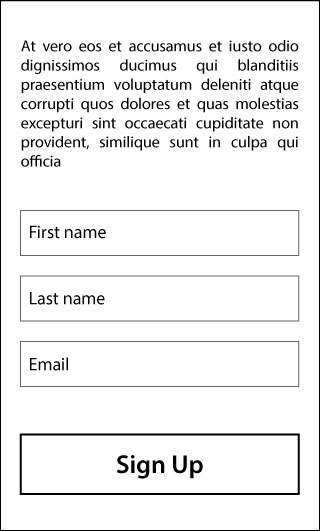 At vero eos et accusamus et iusto odio
dignissimos ducimus qui blanditiis
praesentium voluptatum deleniti atque
corrupti quos dolores et quas molestias
excepturi sint occaecati cupiditate non
provident, similique sunt in culpa qui
officia
First name
Last name
Email
Sign Up